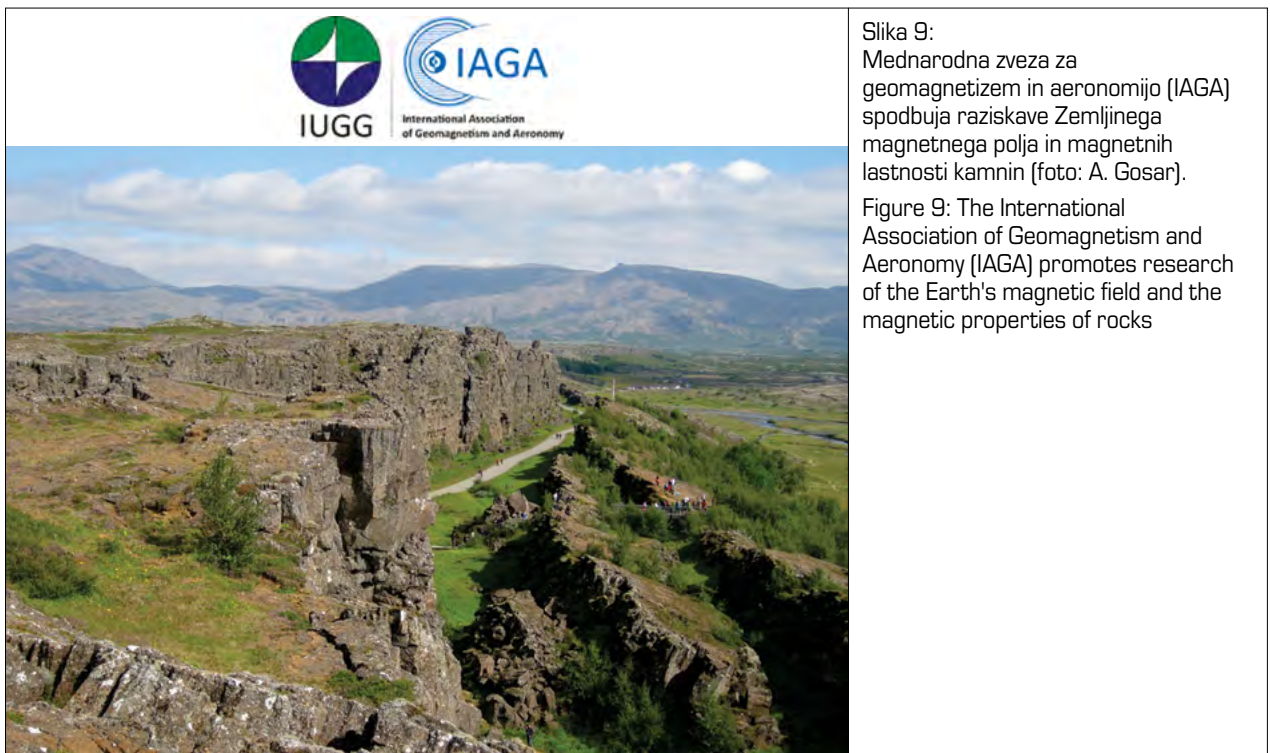 IUGG
IAGA
International Association
of Geomagnetism and Aeronomy
Slika 9:
Mednarodna zveza za
geomagnetizem in aeronomijo (IAGA)
spodbuja raziskave Zemljinega
magnetnega polja in magnetnih
lastnosti kamnin (foto: A. Gosar).
Figure 9: The International
Association of Geomagnetism and
Aeronomy (IAGA) promotes research
of the Earth's magnetic field and the
magnetic properties of rocks